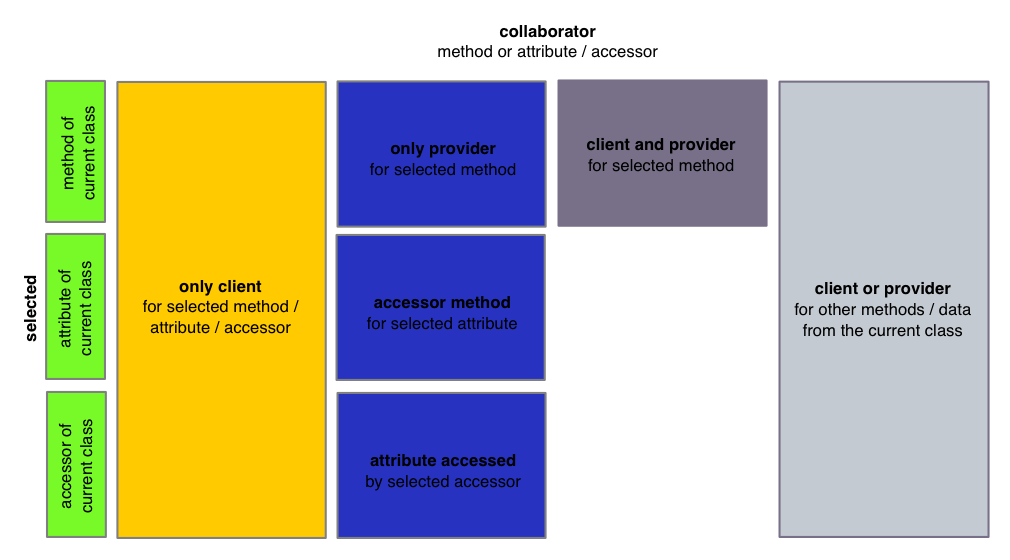 collaborator
method or attribute / accessor
selected
method of
current class
attribute of
current class
accessor of
current class
only client
for selected method /
attribute / accessor
only provider
for selected method
accessor method
for selected attribute
attribute accessed
by selected accessor
client and provider
for selected method
client or provider
for other methods / data
from the current class